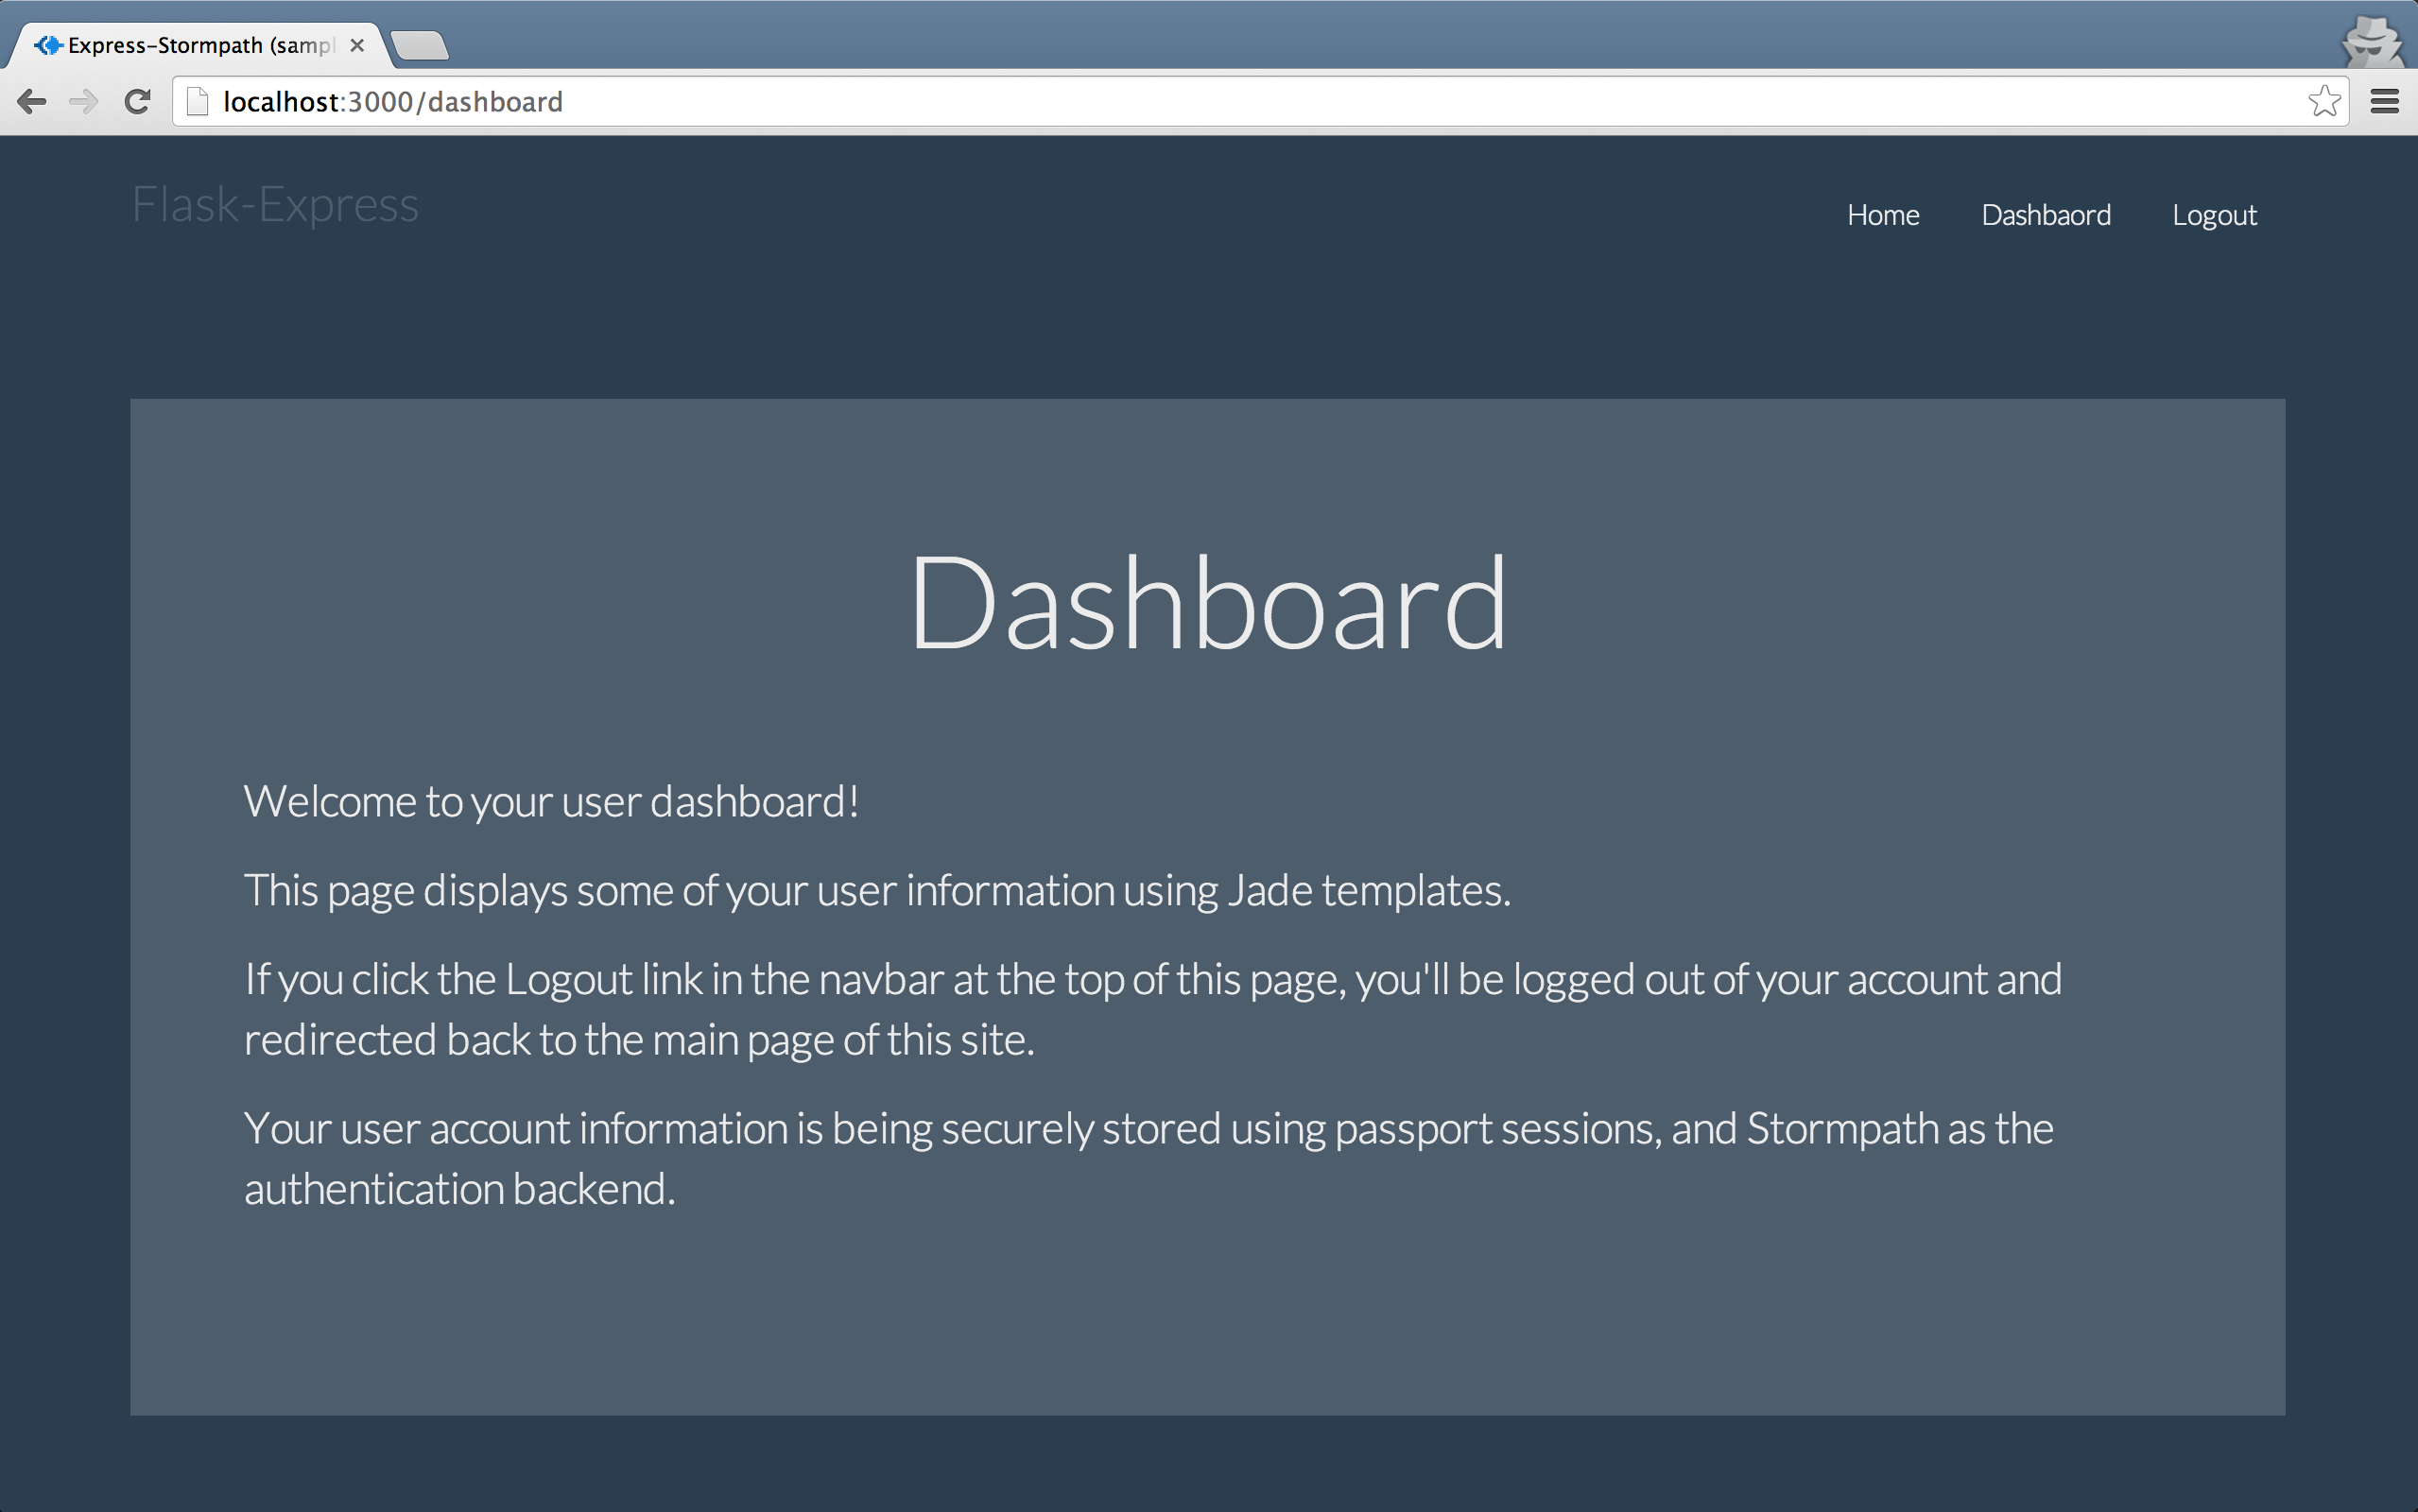 Express-Stormpath (sampl
localhost:3000/dashboard
Flask-Express
Home Dashbaord Logout
Dashboard
Welcome to your user dashboard!
This page displays some of your user information using Jade templates.
If you click the Logout link in the navbar at the top of this page, you'll be logged out of your account and
redirected back to the main page of this site.
Your user account information is being securely stored using passport sessions, and Stormpath as the
authentication backend.